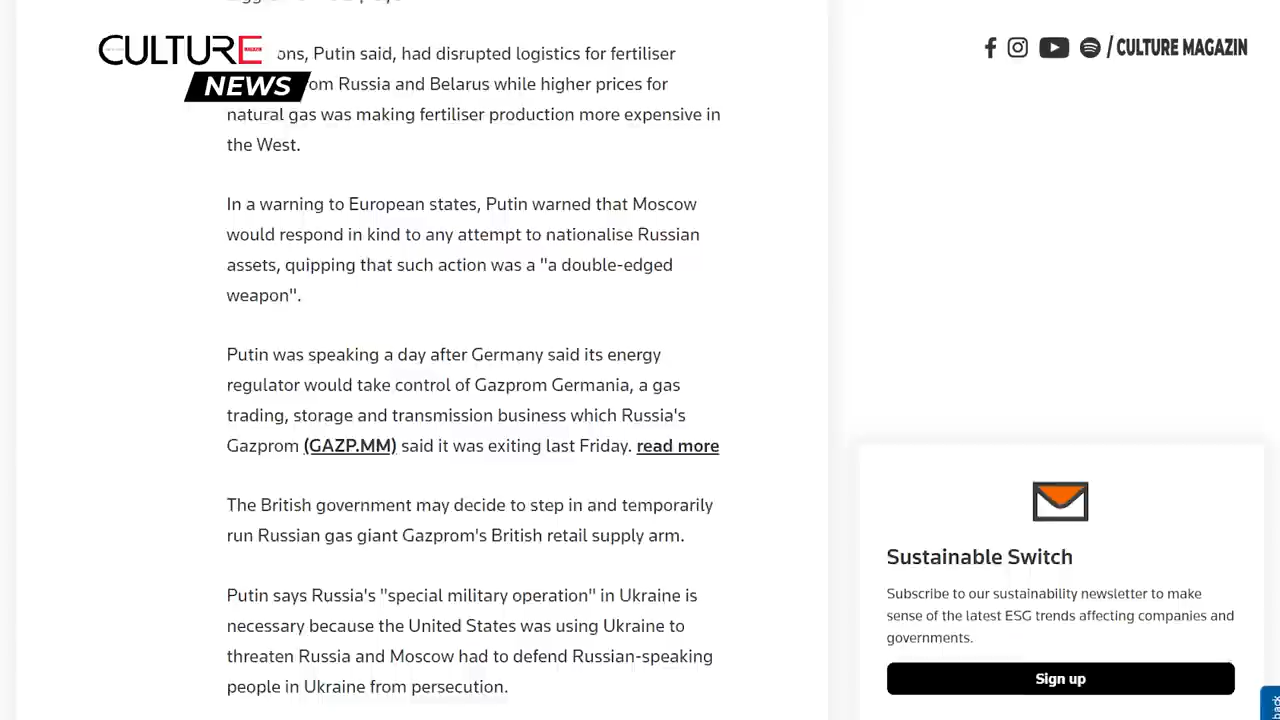 CULTURE
NEWS
/ CULTURE MAGAZIN
ons, Putin said, had disrupted logistics for fertiliser
om Russia and Belarus while higher prices for
natural gas was making fertiliser production more expensive in
the West.
In a warning to European states, Putin warned that Moscow
would respond in kind to any attempt to nationalise Russian
assets, quipping that such action was a "a double-edged
weapon".
Putin was speaking a day after Germany said its energy
regulator would take control of Gazprom Germania, a gas
trading, storage and transmission business which Russia's
Gazprom (GAZP.MM) said it was exiting last Friday. read more
The British government may decide to step in and temporarily
run Russian gas giant Gazprom's British retail supply arm.
Putin says Russia's "special military operation" in Ukraine is
necessary because the United States was using Ukraine to
threaten Russia and Moscow had to defend Russian-speaking
people in Ukraine from persecution.
Sustainable Switch
Subscribe to our sustainability newsletter to make
sense of the latest ESG trends affecting companies and
governments.
Sign up